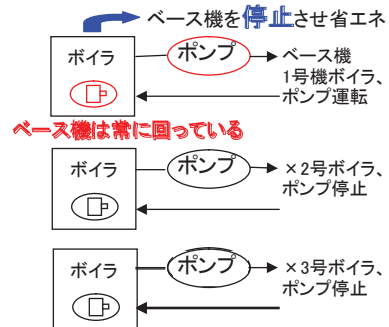 ベース機を停止させ省エネ
ボイラ
ポンプ
ベース機
1号機ボイラ、
ポンプ運転
ベース機は常に回っている
ボイラ
ポンプ
×2号ボイラ、
ポンプ停止
ボイラ
ポンプ
×3号ボイラ、
ポンプ停止